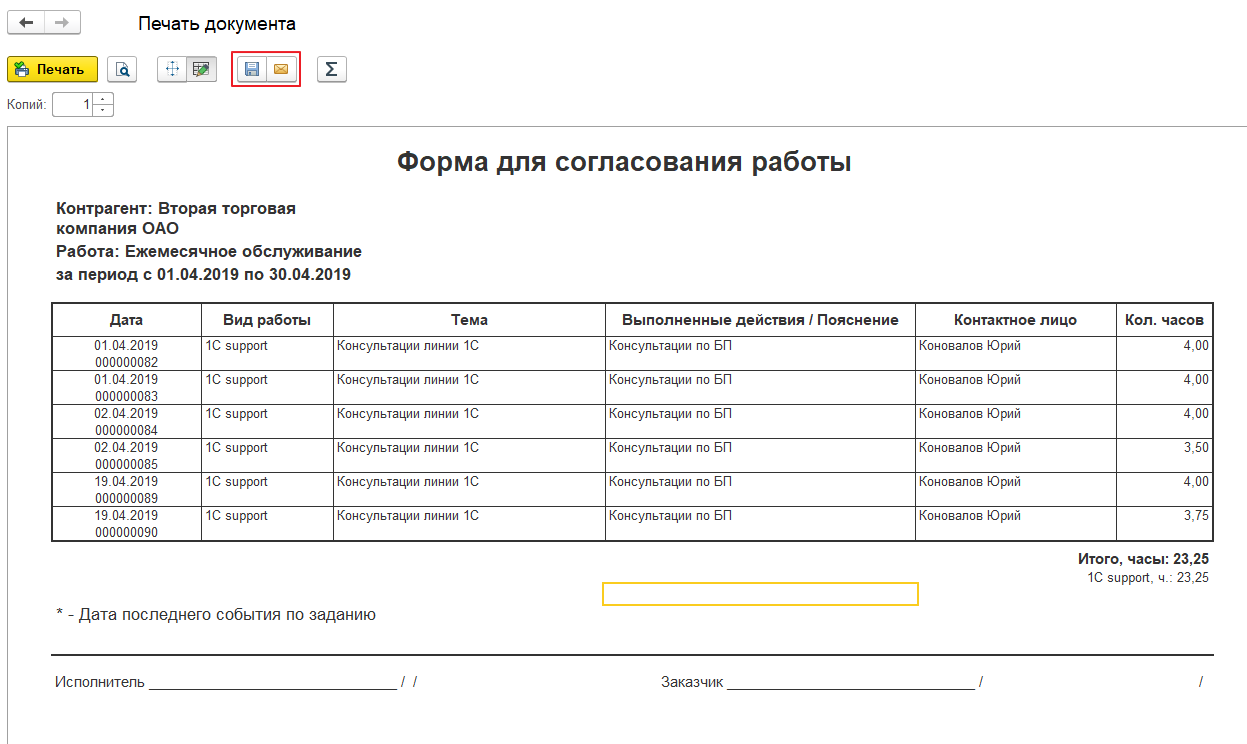 Печать документа
Печать Σ
Копий: 1
Форма для согласования работы
Контрагент: Вторая торговая
компания ОАО
Работа: Ежемесячное обслуживание
за период с 01.04.2019 по 30.04.2019
Дата Вид работы Тема Выполненные действия / Пояснение Контактное лицо Кол. часов
01.04.2019 1C support Консультации линии 1С Консультации по БП Коновалов Юрий 4,00
000000082
01.04.2019 1C support Консультации линии 1С Консультации по БП Коновалов Юрий 4,00
000000083
02.04.2019 1C support Консультации линии 1С Консультации по БП Коновалов Юрий 4,00
000000084
02.04.2019 1C support Консультации линии 1С Консультации по БП Коновалов Юрий 3,50
000000085
19.04.2019 1C support Консультации линии 1С Консультации по БП Коновалов Юрий 4,00
000000089
19.04.2019 1C support Консультации линии 1С Консультации по БП Коновалов Юрий 3,75
000000090
Итого, часы: 23,25
1C support, ч.: 23,25
* - Дата последнего события по заданию
Исполнитель _______________________________ / / Заказчик _______________________________ / /